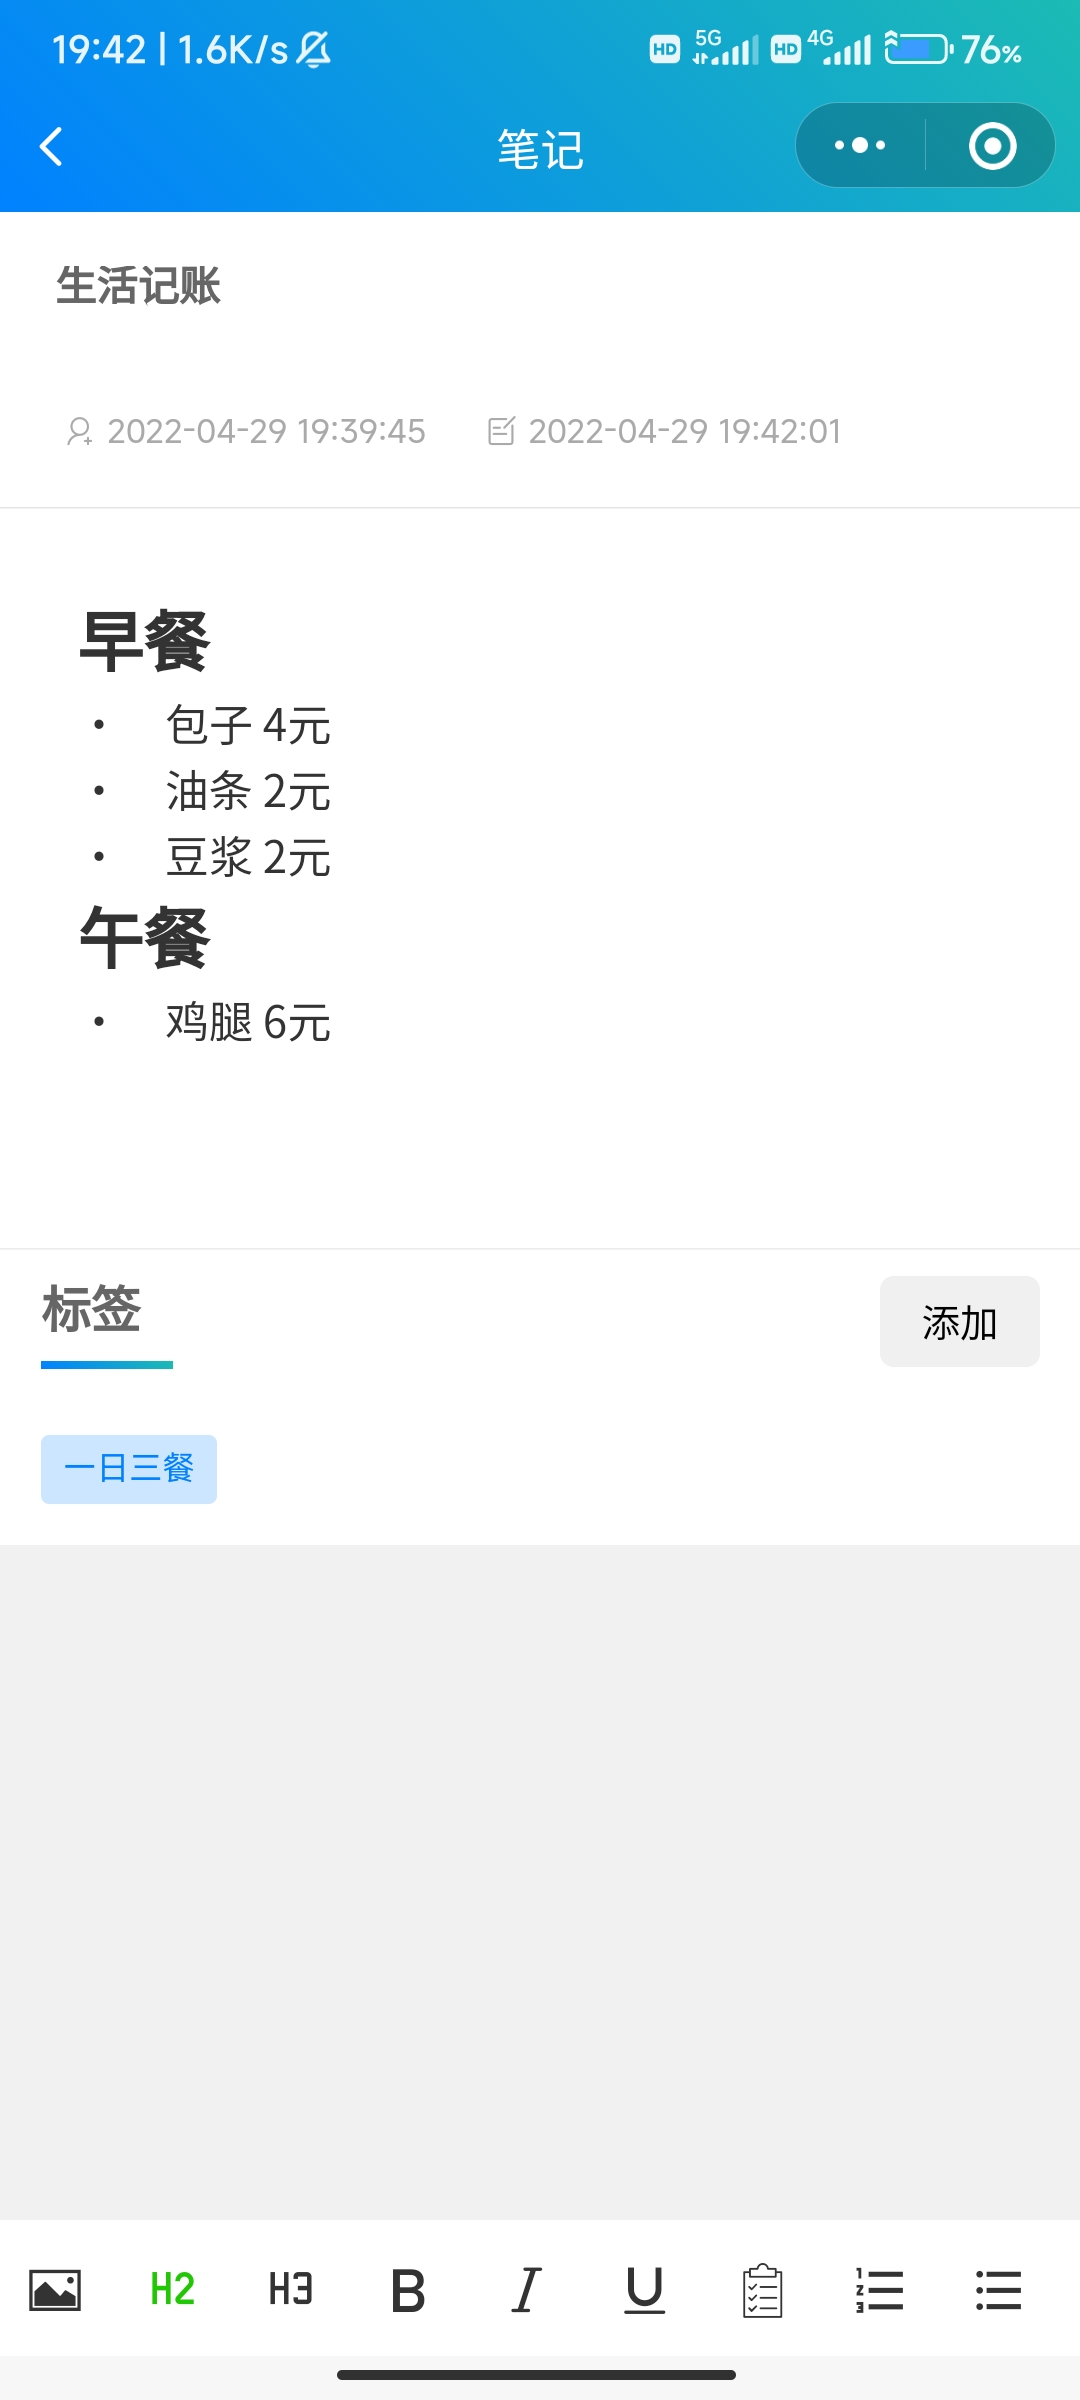 19:42 | 1.6K/s HD 5G HD 4G 76%
笔记
生活记账
2022-04-29 19:39:45 2022-04-29 19:42:01
早餐
• 包子 4元
• 油条 2元
• 豆浆 2元
午餐
• 鸡腿 6元
标签 添加
一日三餐
H2 H3 B I U